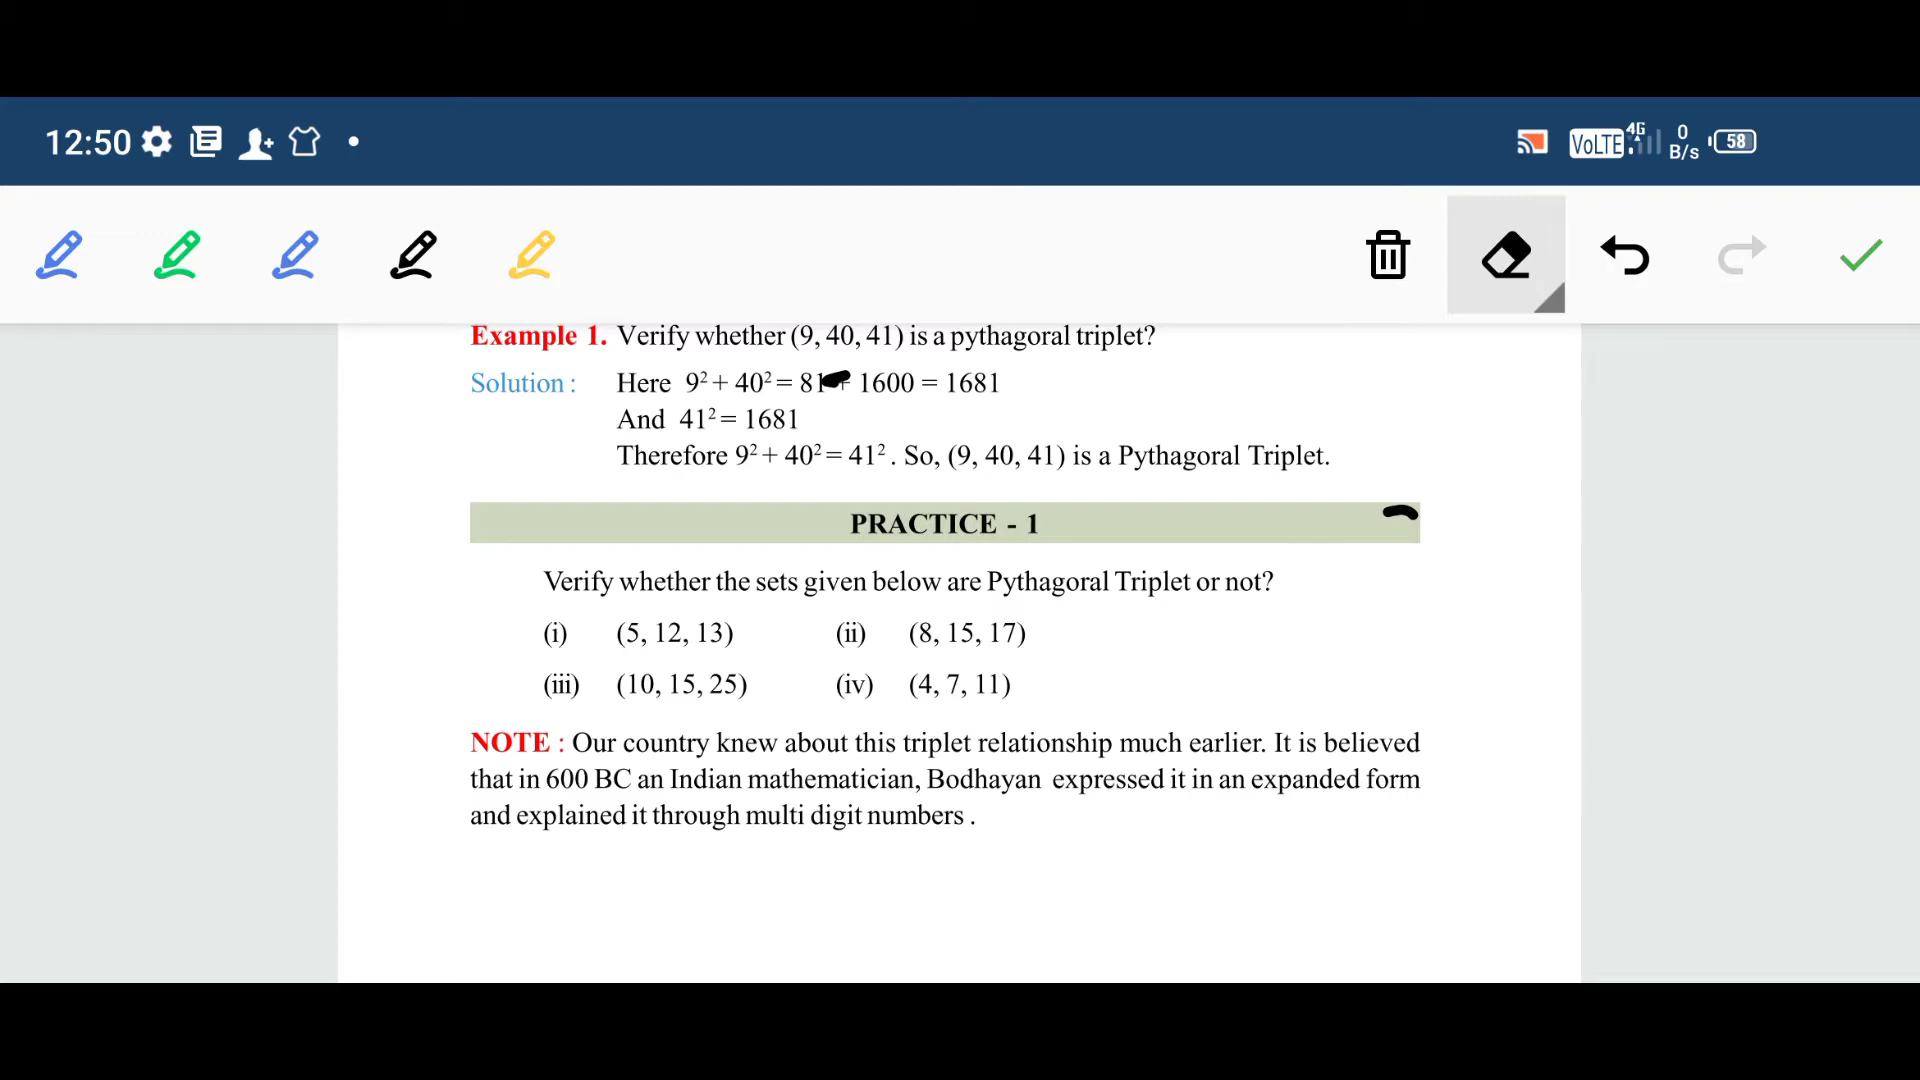 12:50
VoLTE 4G 0 B/s 58
Example 1. Verify whether (9, 40, 41) is a pythagoral triplet?
Solution : Here 9² + 40² = 81 + 1600 = 1681
And 41² = 1681
Therefore 9² + 40² = 41² . So, (9, 40, 41) is a Pythagoral Triplet.
PRACTICE - 1
Verify whether the sets given below are Pythagoral Triplet or not?
(i) (5, 12, 13) (ii) (8, 15, 17)
(iii) (10, 15, 25) (iv) (4, 7, 11)
NOTE : Our country knew about this triplet relationship much earlier. It is believed
that in 600 BC an Indian mathematician, Bodhayan expressed it in an expanded form
and explained it through multi digit numbers .